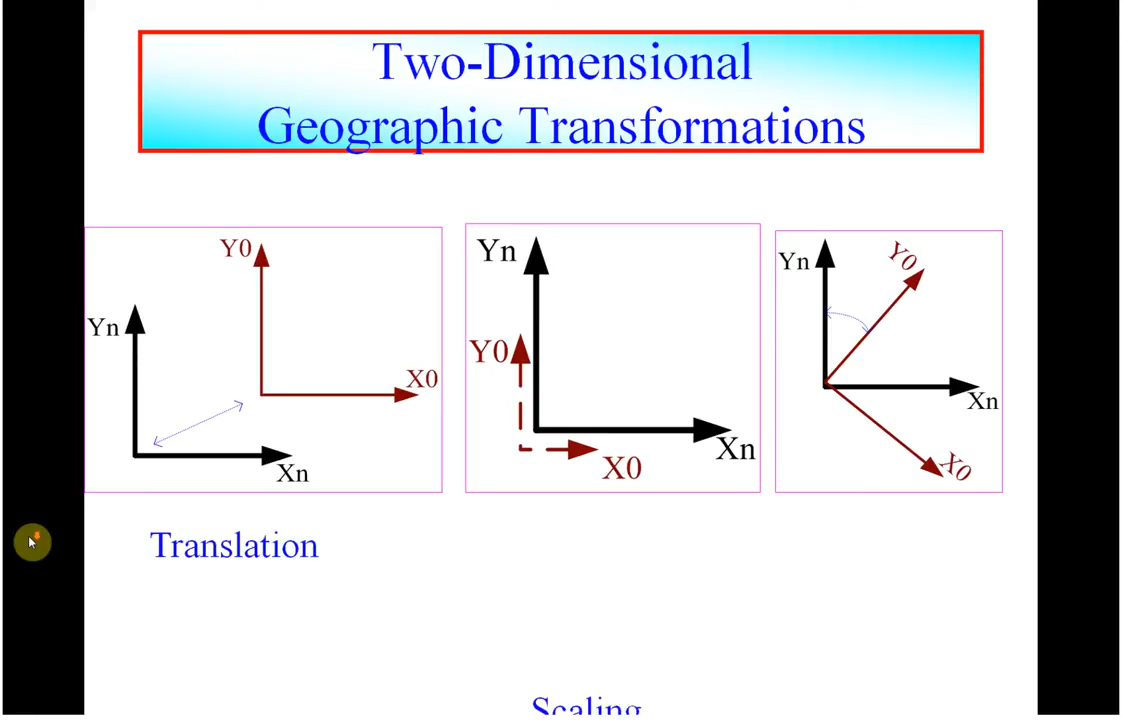 Two-Dimensional
Geographic Transformations
Y0
Yn
X0
Xn
Yn
Y0
Xn
X0
Yn
Y0
Xn
X0
Translation
Scaling